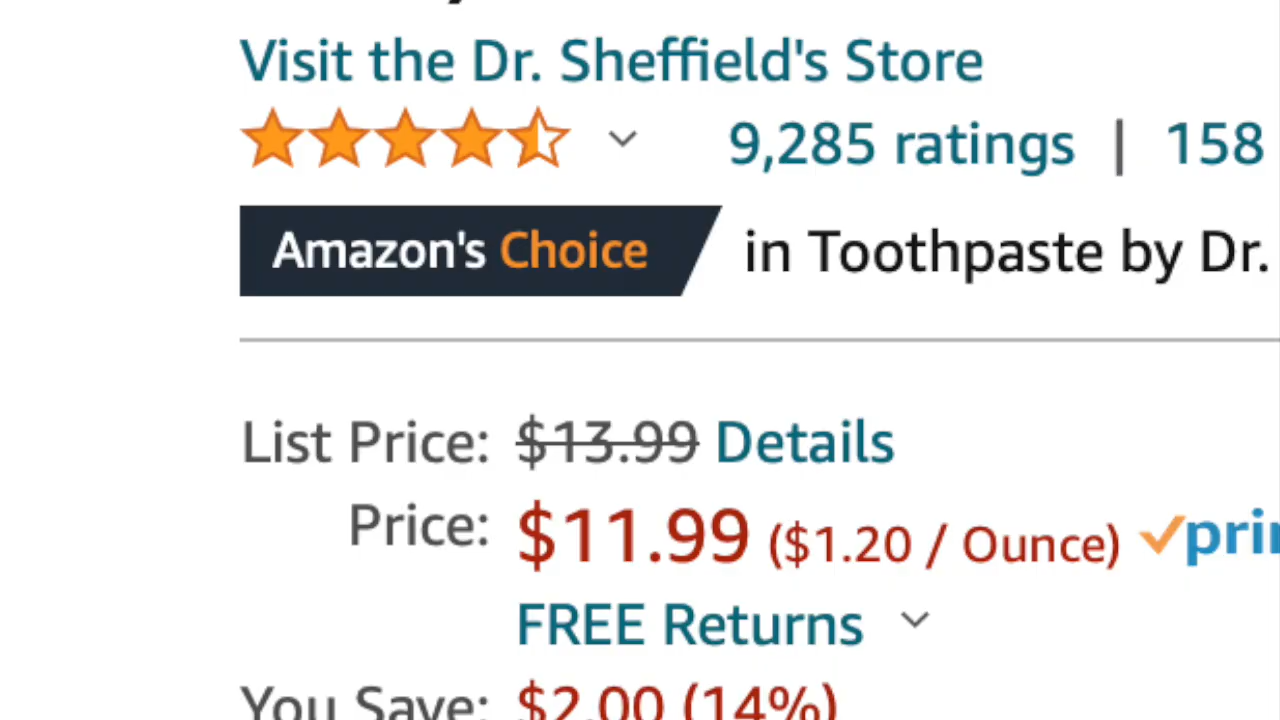 Visit the Dr. Sheffield's Store
9,285 ratings | 158
Amazon's Choice in Toothpaste by Dr.
List Price: $13.99 Details
Price: $11.99 ($1.20 / Ounce) prin
FREE Returns
You Save: $2.00 (14%)